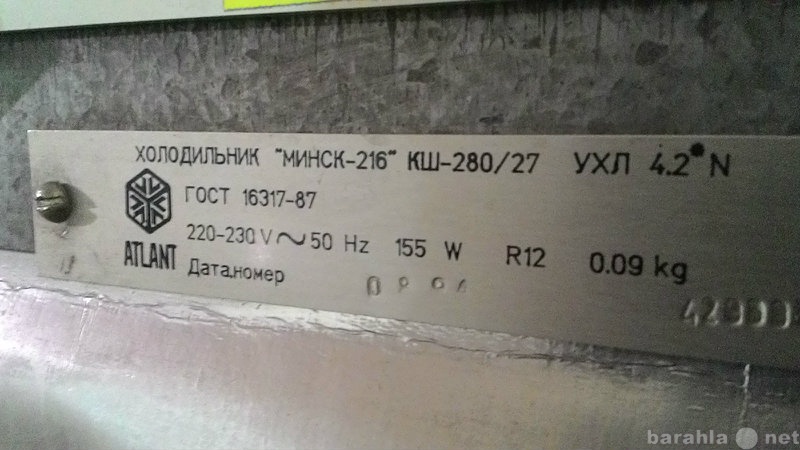 ХОЛОДИЛЬНИК "МИНСК-216" КШ-280/27 УХЛ 4.2* N
ГОСТ 16317-87
220-230 V ~ 50 Hz 155 W R12 0.09 kg
ATLANT
Дата,номер
barahla.net